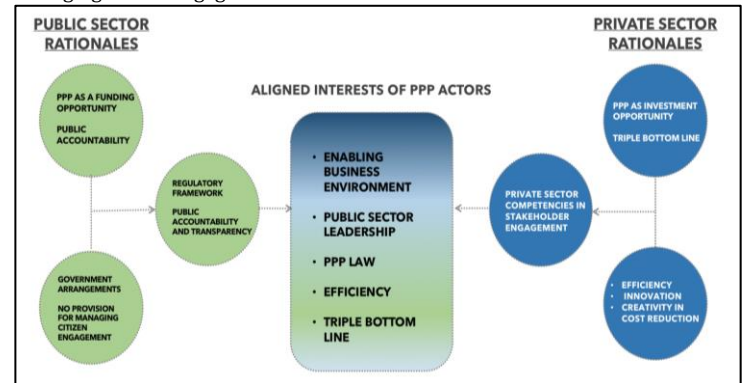 PUBLIC SECTOR
RATIONALES
PRIVATE SECTOR
RATIONALES
ALIGNED INTERESTS OF PPP ACTORS
PPP AS A FUNDING
OPPORTUNITY
PUBLIC
ACCOUNTABILITY
REGULATORY
FRAMEWORK
PUBLIC
ACCOUNTABILITY
AND TRANSPARENCY
GOVERNMENT
ARRANGEMENTS
NO PROVISION
FOR MANAGING
CITIZEN
ENGAGEMENT
• ENABLING
BUSINESS
ENVIRONMENT
• PUBLIC SECTOR
LEADERSHIP
• PPP LAW
• EFFICIENCY
• TRIPLE BOTTOM
LINE
PPP AS INVESTMENT
OPPORTUNITY
TRIPLE BOTTOM LINE
PRIVATE SECTOR
COMPETENCIES IN
STAKEHOLDER
ENGAGEMENT
• EFFICIENCY
• INNOVATION
• CREATIVITY IN
COST REDUCTION